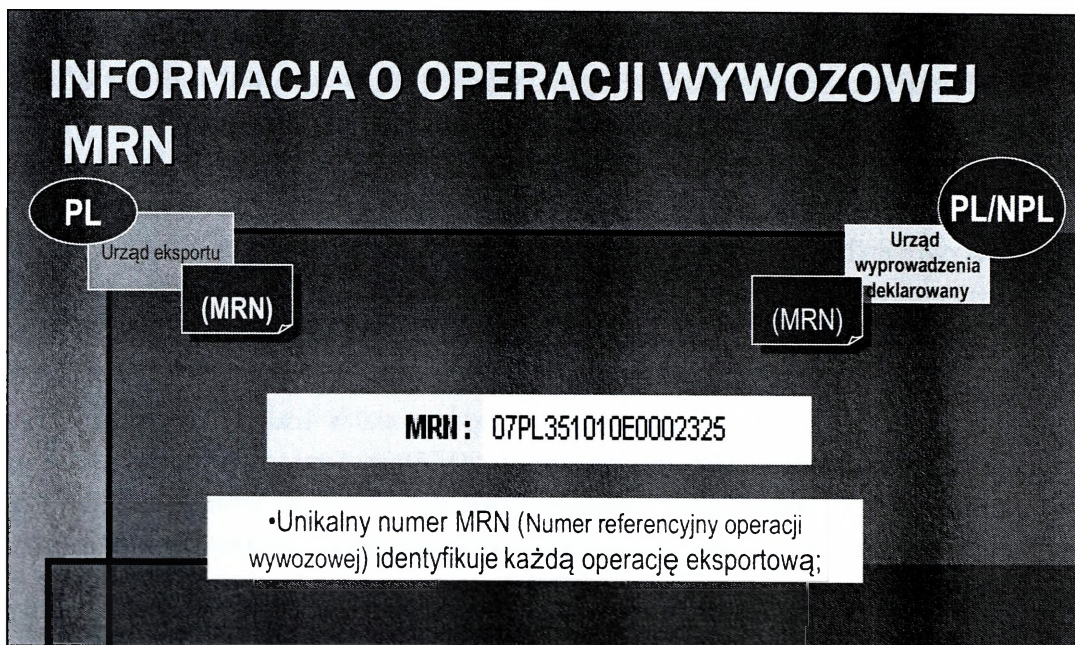 INFORMACJA O OPERACJI WYWOZOWEJ
MRN
PL
Urząd eksportu
(MRN)
PL/NPL
Urząd
wyprowadzenia
deklarowany
(MRN)
MRN: 07PL351010E0002325
•Unikalny numer MRN (Numer referencyjny operacji
wywozowej) identyfikuje każdą operację eksportową;